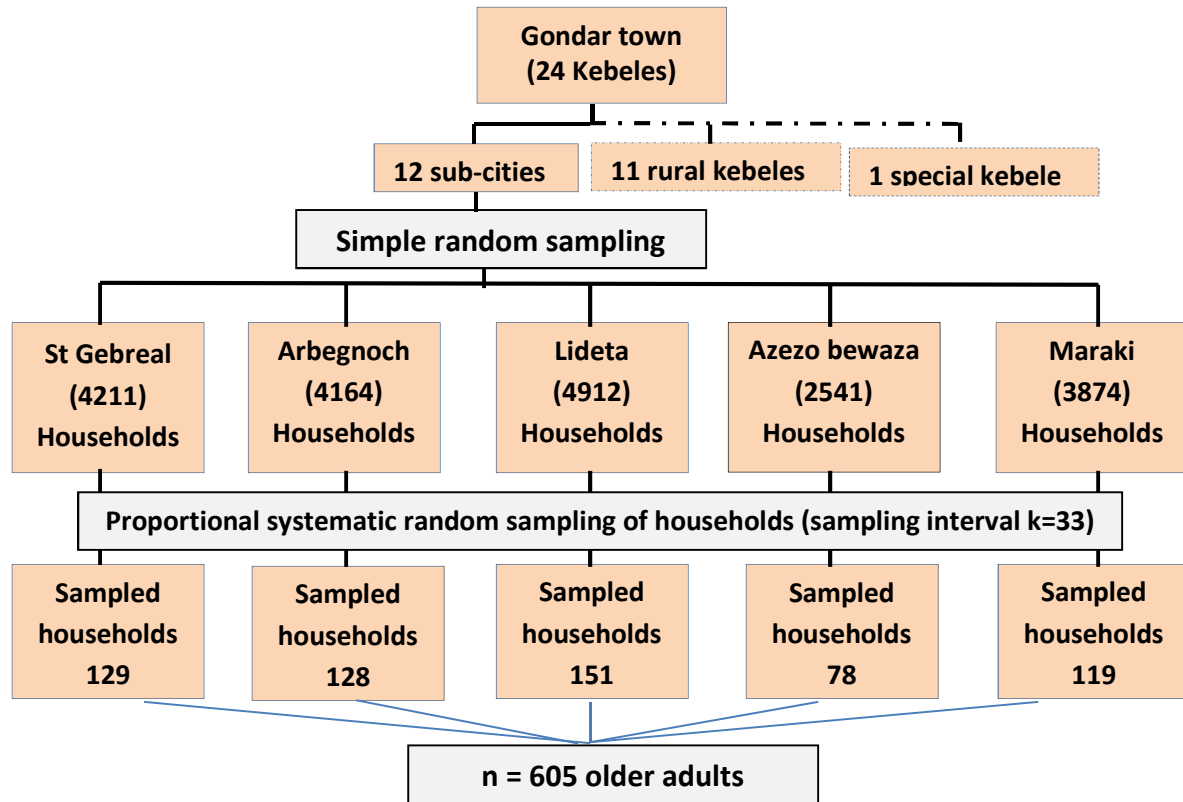 Gondar town
(24 Kebeles)
12 sub-cities
11 rural kebeles
1 special kebele
Simple random sampling
St Gebreal
(4211)
Households
Arbegnoch
(4164)
Households
Lideta
(4912)
Households
Azezo bewaza
(2541)
Households
Maraki
(3874)
Households
Proportional systematic random sampling of households (sampling interval k=33)
Sampled
households
129
Sampled
households
128
Sampled
households
151
Sampled
households
78
Sampled
households
119
n = 605 older adults